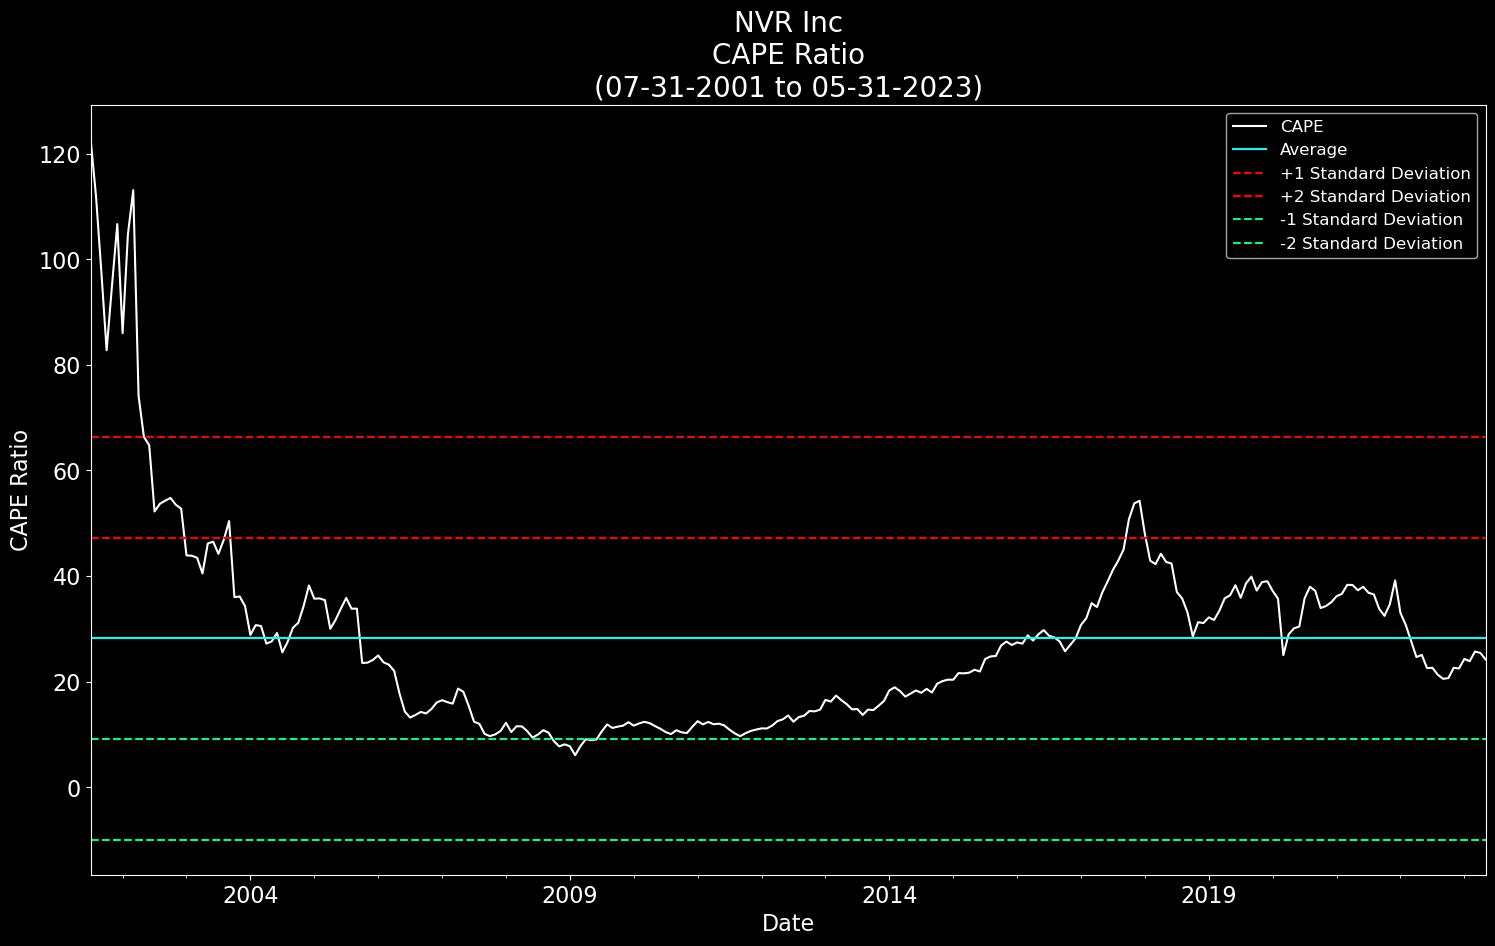 NVR Inc
CAPE Ratio
(07-31-2001 to 05-31-2023)
CAPE
Average
+1 Standard Deviation
+2 Standard Deviation
-1 Standard Deviation
-2 Standard Deviation
CAPE Ratio
120
100
80
60
40
20
0
2004
2009
2014
2019
Date